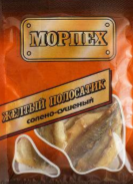 МОРПЕХ
ЖЕЛТЫЙ ПОЛОСАТИК
солено-сушеный